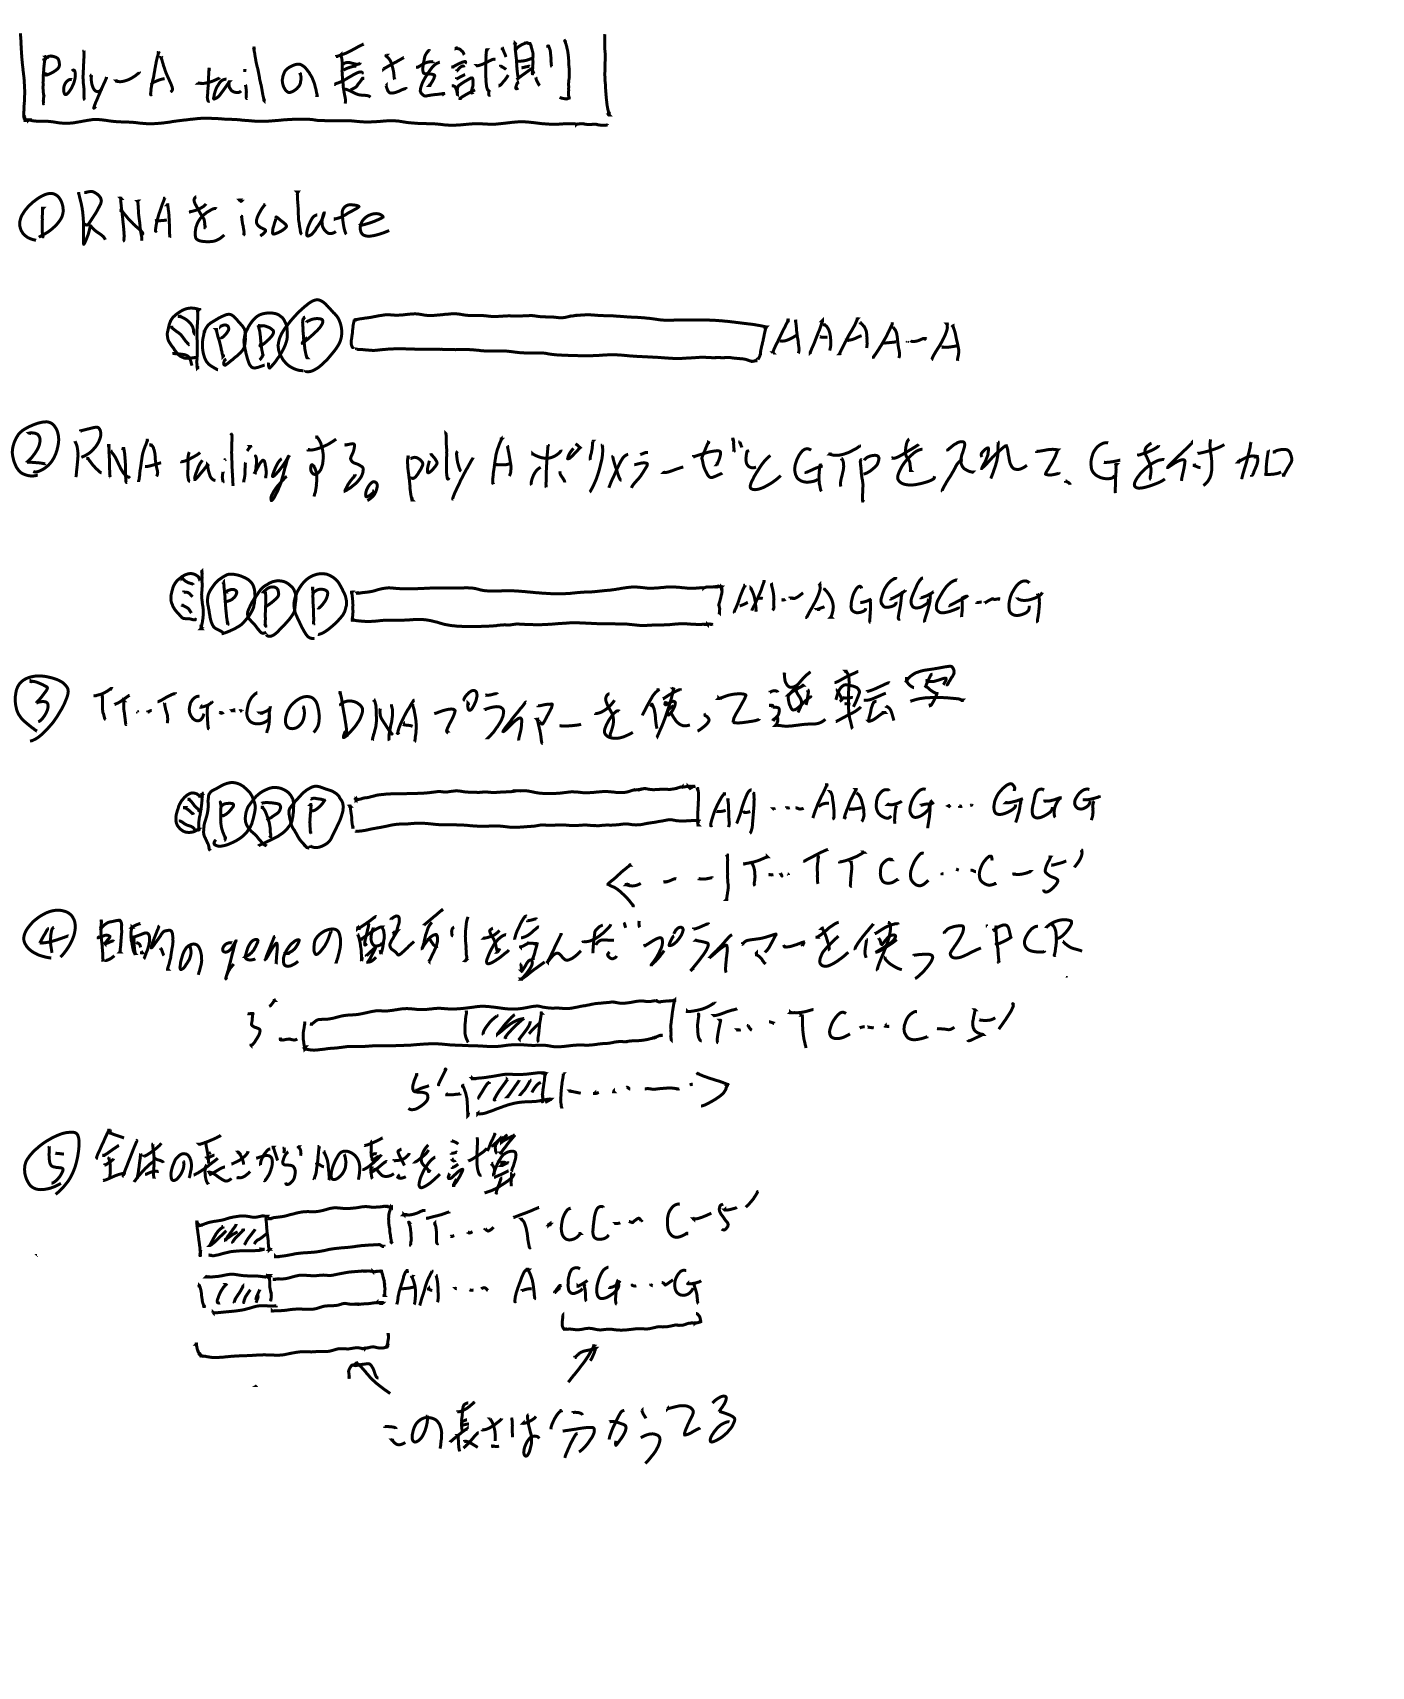 Poly-A tailの長さを計測
①RNAをisolate
PPP AAAA-A
②RNA tailingする。poly AポリメラーゼとGTPを入れて、Gを付加
PPP AA…AGGGG…G
③ TT…TG…GのDNAプライマーを使って逆転写
PPP AA…AAGG…GGG
T…TTCC…C-5'
④ 目的のgeneの配列を含んだプライマーを使ってPCR
3'- TT…TC…C-5'
5'-
⑤ 全体の長さからAの長さを計算
TT…T・CC…C-5'
AA…A・GG…G
この長さは分かってる